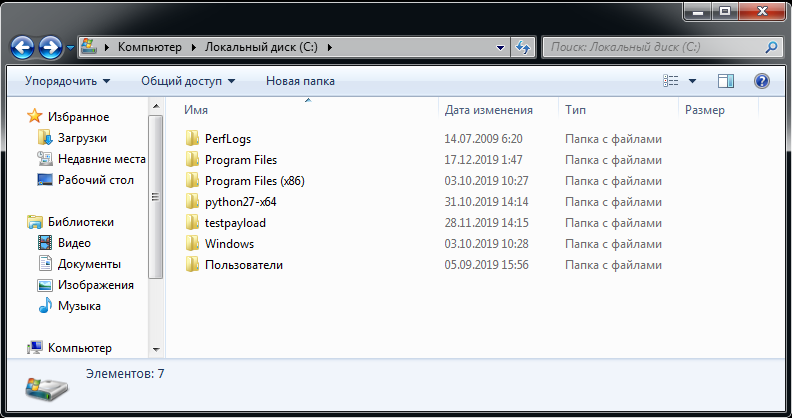 Компьютер Локальный диск (C:) Поиск: Локальный диск (C:)
Упорядочить Общий доступ Новая папка
Избранное
Загрузки
Недавние места
Рабочий стол
Библиотеки
Видео
Документы
Изображения
Музыка
Компьютер
Имя Дата изменения Тип Размер
PerfLogs 14.07.2009 6:20 Папка с файлами
Program Files 17.12.2019 1:47 Папка с файлами
Program Files (x86) 03.10.2019 10:27 Папка с файлами
python27-x64 31.10.2019 14:14 Папка с файлами
testpayload 28.11.2019 14:15 Папка с файлами
Windows 03.10.2019 10:28 Папка с файлами
Пользователи 05.09.2019 15:56 Папка с файлами
Элементов: 7